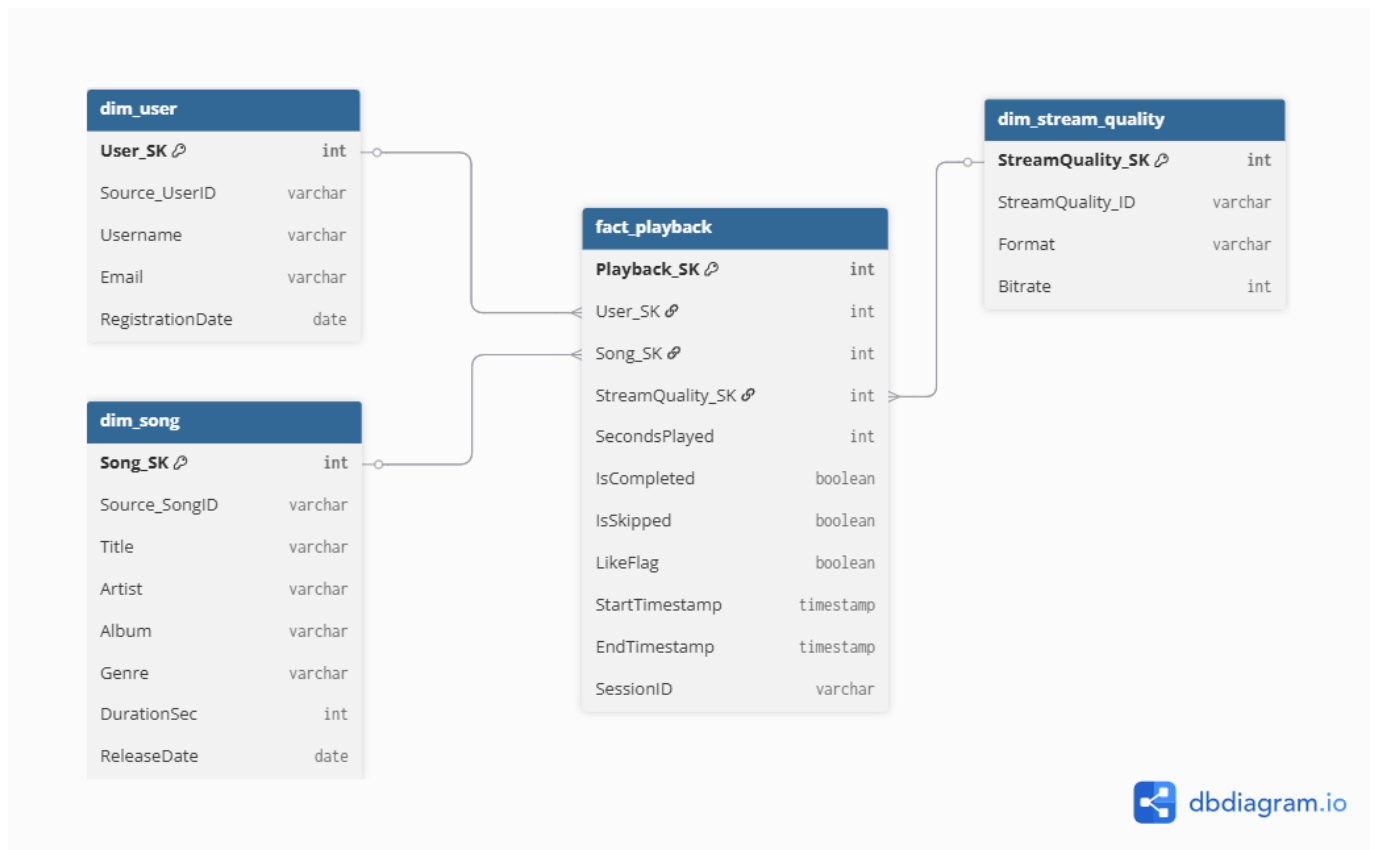 dim_user
User_SK int
Source_UserID varchar
Username varchar
Email varchar
RegistrationDate date
dim_song
Song_SK int
Source_SongID varchar
Title varchar
Artist varchar
Album varchar
Genre varchar
DurationSec int
ReleaseDate date
fact_playback
Playback_SK int
User_SK int
Song_SK int
StreamQuality_SK int
SecondsPlayed int
IsCompleted boolean
IsSkipped boolean
LikeFlag boolean
StartTimestamp timestamp
EndTimestamp timestamp
SessionID varchar
dim_stream_quality
StreamQuality_SK int
StreamQuality_ID varchar
Format varchar
Bitrate int
dbdiagram.io